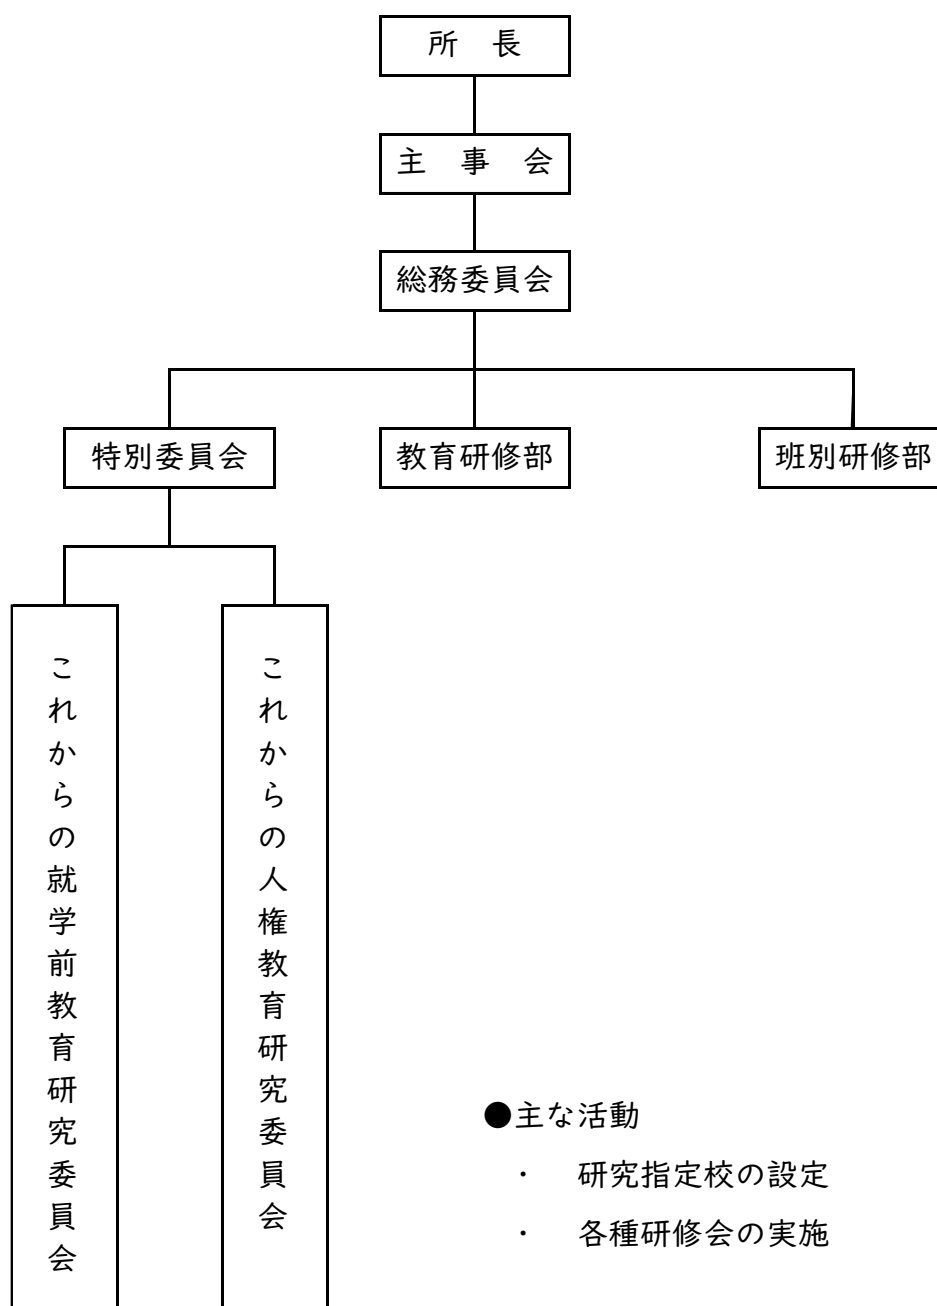 所　長
主　事　会
総務委員会
特別委員会
教育研修部
班別研修部
これからの就学前教育研究委員会
これからの人権教育研究委員会
●主な活動
・　研究指定校の設定
・　各種研修会の実施